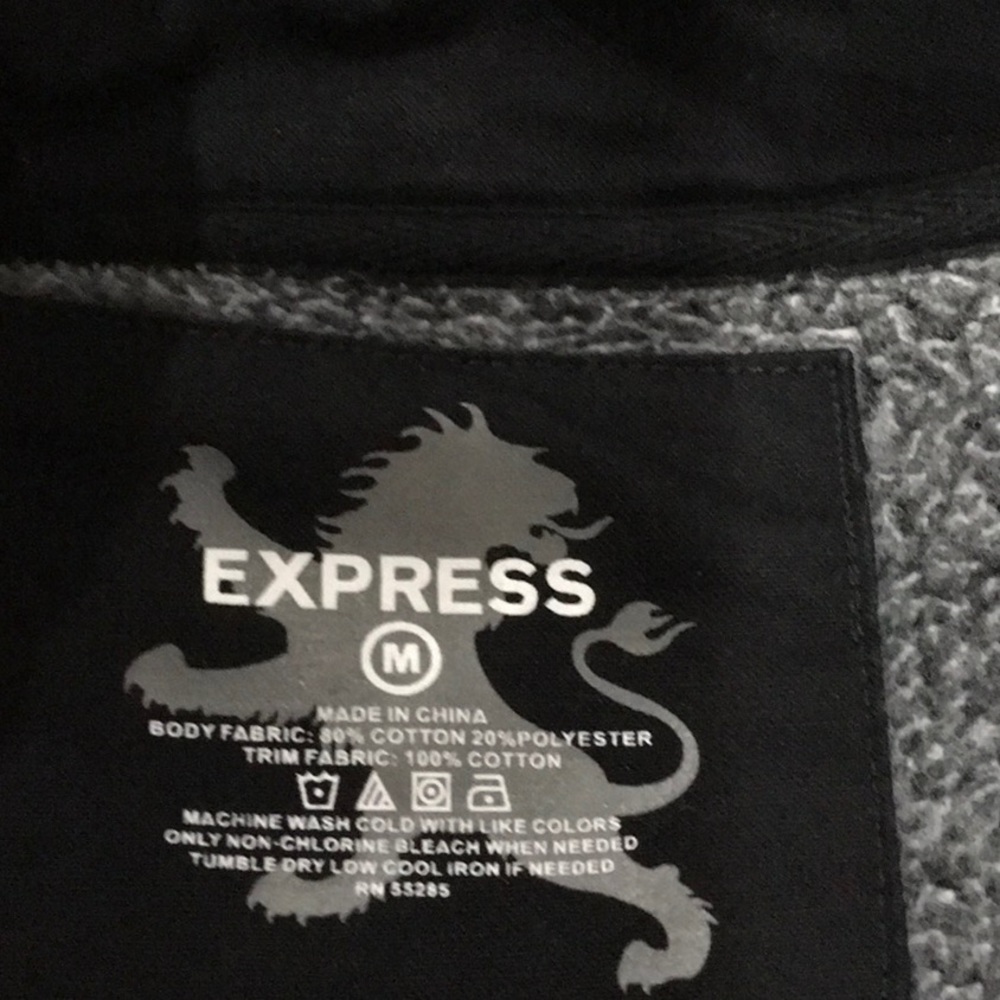 EXPRESS
M
MADE IN CHINA
BODY FABRIC: 80% COTTON 20%POLYESTER
TRIM FABRIC: 100% COTTON
MACHINE WASH COLD WITH LIKE COLORS
ONLY NON-CHLORINE BLEACH WHEN NEEDED
TUMBLE DRY LOW COOL IRON IF NEEDED
RN 55285